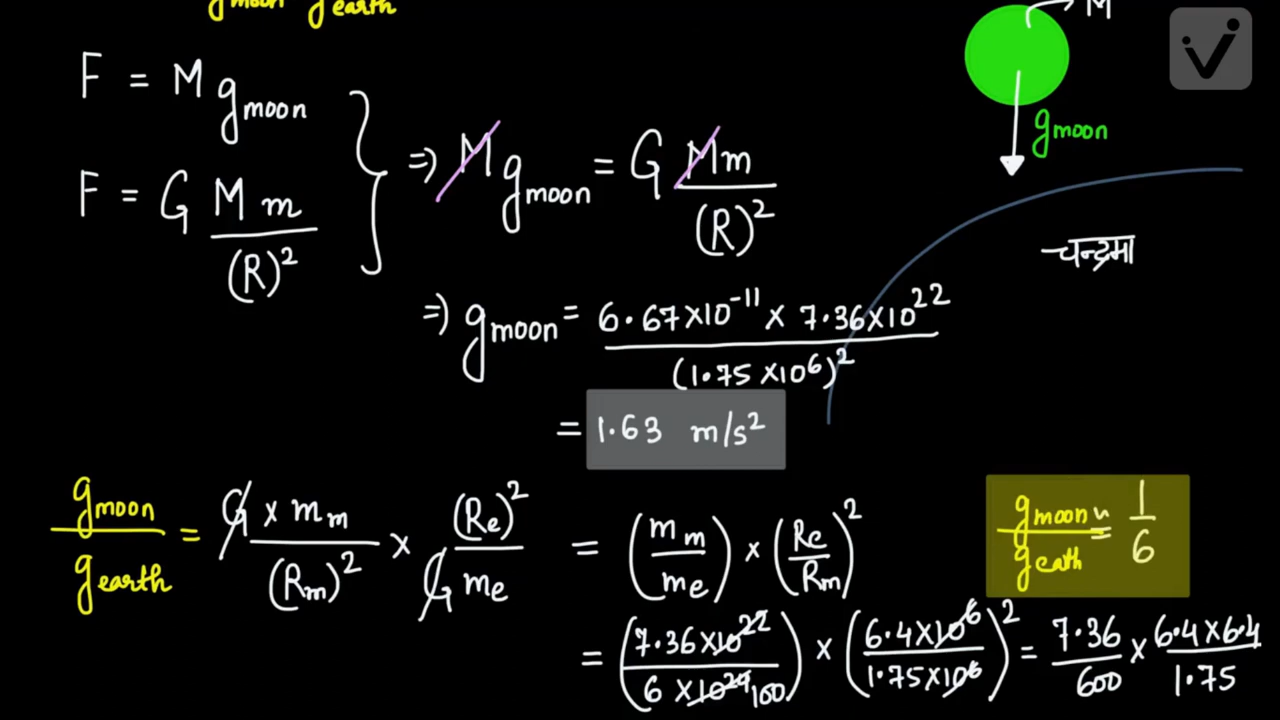 g_moon g_earth
M
F = M g_moon
F = G M m / (R)²
⇒ M g_moon = G M m / (R)²
g_moon
चन्द्रमा
⇒ g_moon = 6.67×10⁻¹¹ × 7.36×10²² / (1.75×10⁶)²
= 1.63 m/s²
g_moon / g_earth = G × m_m / (R_m)² × (R_e)² / G m_e = (m_m / m_e) × (R_e / R_m)²
g_moon / g_eath ≈ 1/6
= (7.36×10²² / 6×10²⁴ 100) × (6.4×10⁶ / 1.75×10⁶)² = 7.36/600 × 6.4×6.4 / 1.75